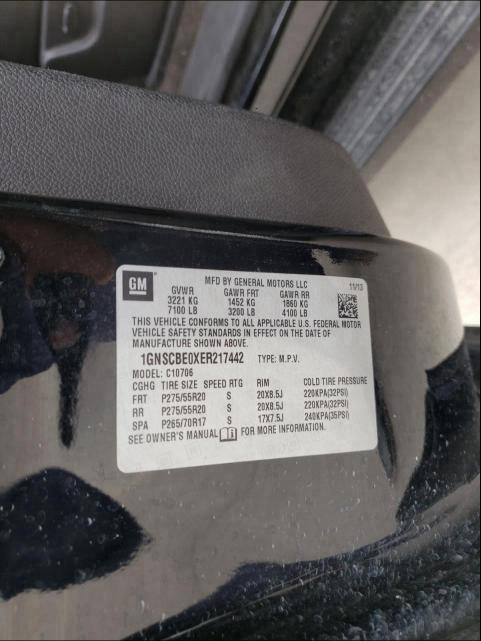 GM
MFD BY GENERAL MOTORS LLC 11/13
GVWR GAWR FRT GAWR RR
3221 KG 1452 KG 1860 KG
7100 LB 3200 LB 4100 LB
THIS VEHICLE CONFORMS TO ALL APPLICABLE U.S. FEDERAL MOTOR
VEHICLE SAFETY STANDARDS IN EFFECT ON THE DATE OF
MANUFACTURE SHOWN ABOVE.
1GNSCBE0XER217442 TYPE: M.P.V.
MODEL: C10706
CGHG TIRE SIZE SPEED RTG RIM COLD TIRE PRESSURE
FRT P275/55R20 S 20X8.5J 220KPA(32PSI)
RR P275/55R20 S 20X8.5J 220KPA(32PSI)
SPA P265/70R17 S 17X7.5J 240KPA(35PSI)
SEE OWNER'S MANUAL FOR MORE INFORMATION.